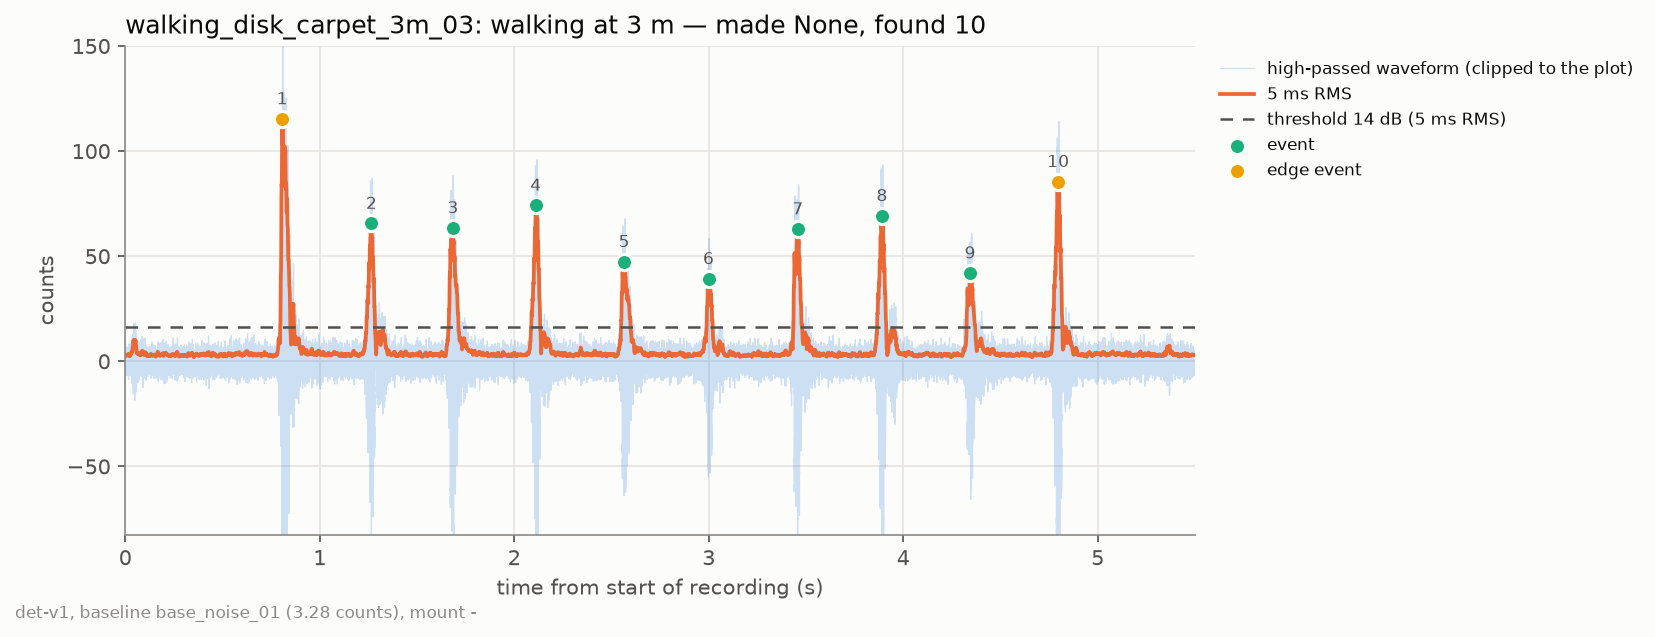 walking_disk_carpet_3m_03: walking at 3 m — made None, found 10
high-passed waveform (clipped to the plot)
5 ms RMS
threshold 14 dB (5 ms RMS)
event
edge event
150
100
50
0
−50
counts
1
2
3
4
5
6
7
8
9
10
0
1
2
3
4
5
time from start of recording (s)
det-v1, baseline base_noise_01 (3.28 counts), mount -